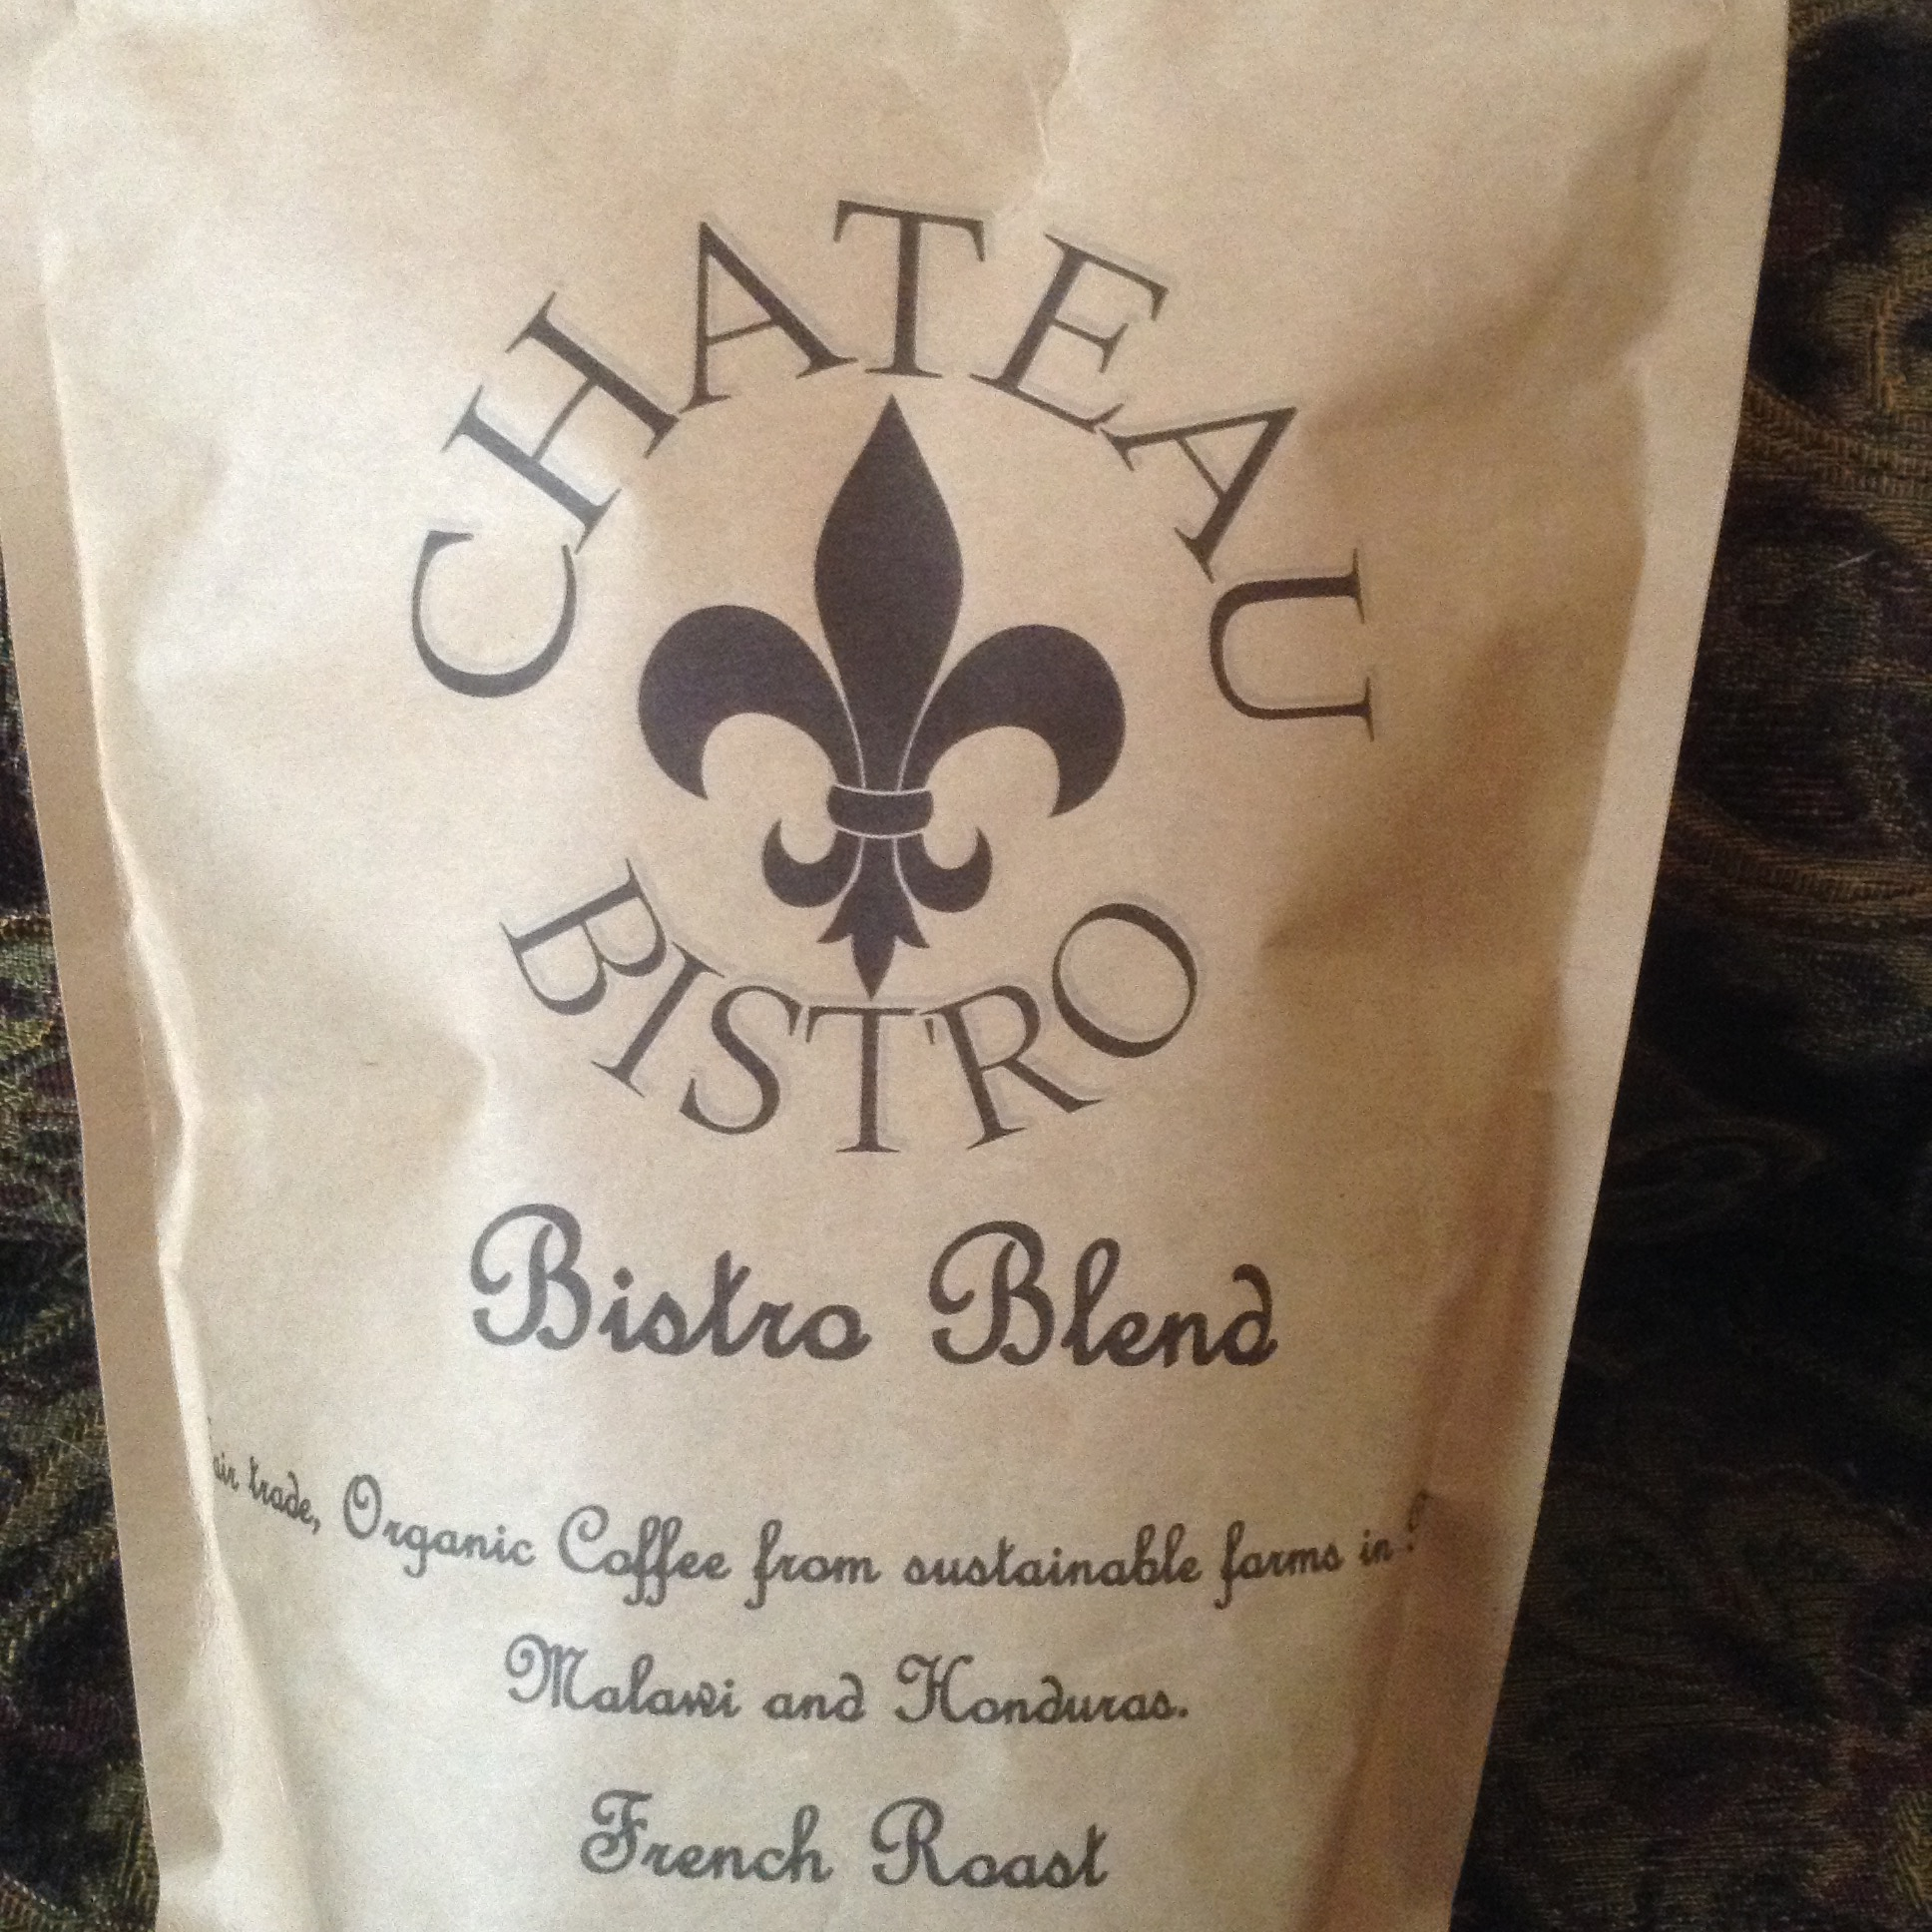 CHATEAU
BISTRO
Bistro Blend
trade, Organic Coffee from sustainable farms in
Malawi and Honduras.
French Roast